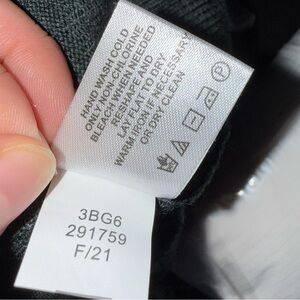 HAND WASH COLD
ONLY NON-CHLORINE
BLEACH WHEN NEEDED
RESHAPE AND
LAY FLAT TO DRY
WARM IRON IF NECESSARY
OR DRY CLEAN
P
3BG6
291759
F/21